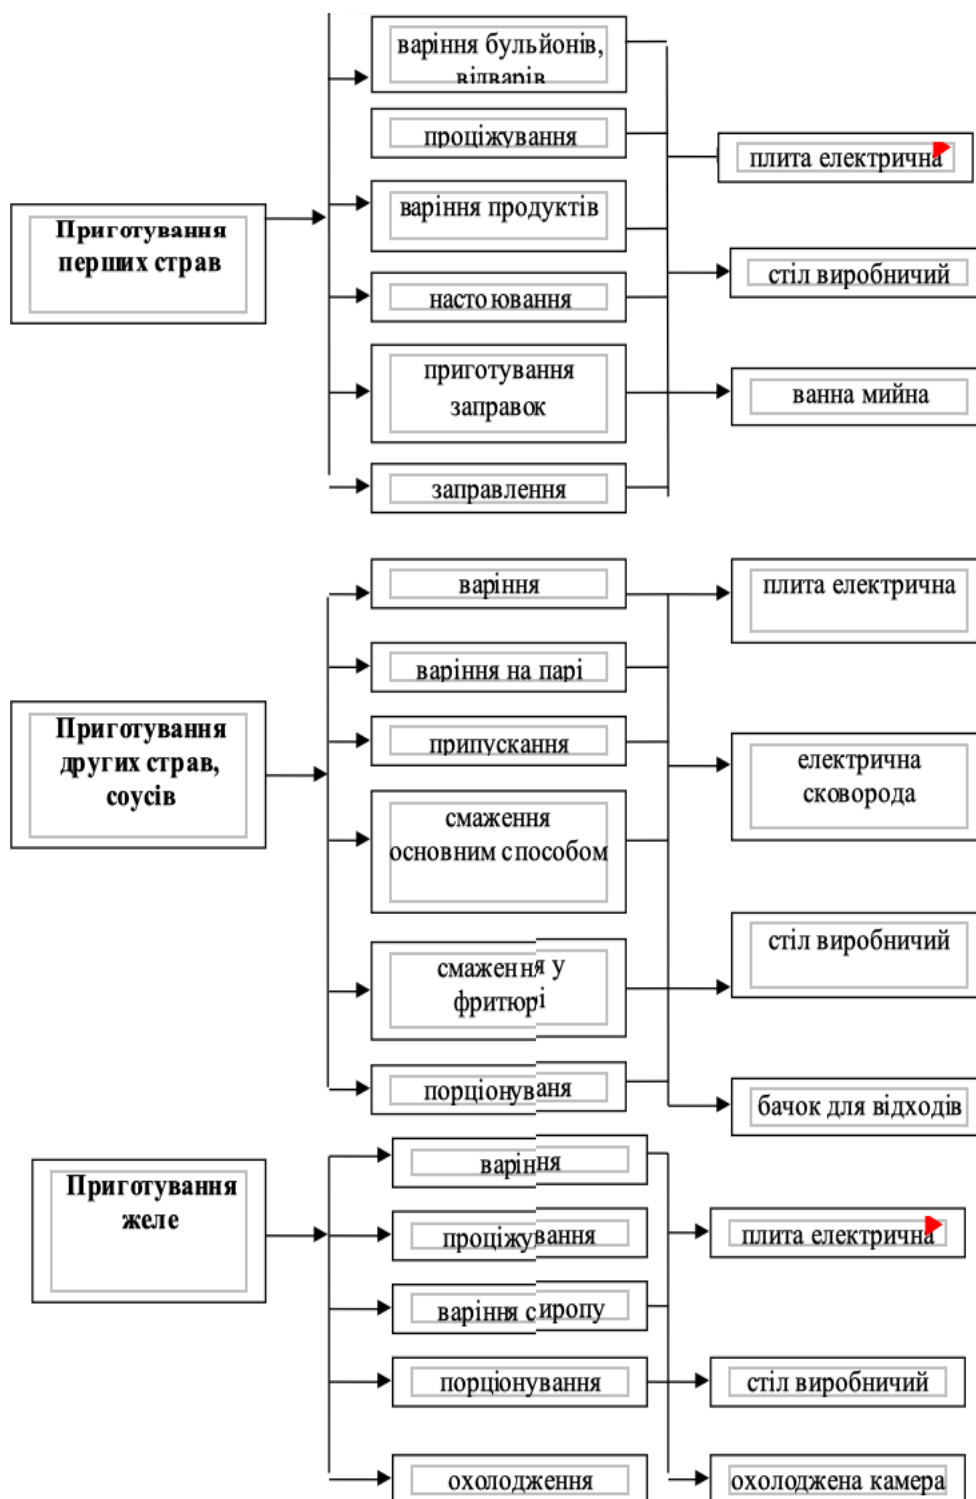 варіння бульйонів,
відварів
проціжування
варіння продуктів
настоювання
приготування
заправок
заправлення
Приготування
перших страв
плита електрична
стіл виробничий
ванна мийна
варіння
варіння на парі
припускання
смаження
основним способом
смаження у
фритюрі
порціонуваня
Приготування
других страв,
соусів
плита електрична
електрична
сковорода
стіл виробничий
бачок для відходів
Приготування
желе
варіння
проціжування
варіння сиропу
порціонування
охолодження
плита електрична
стіл виробничий
охолоджена камера